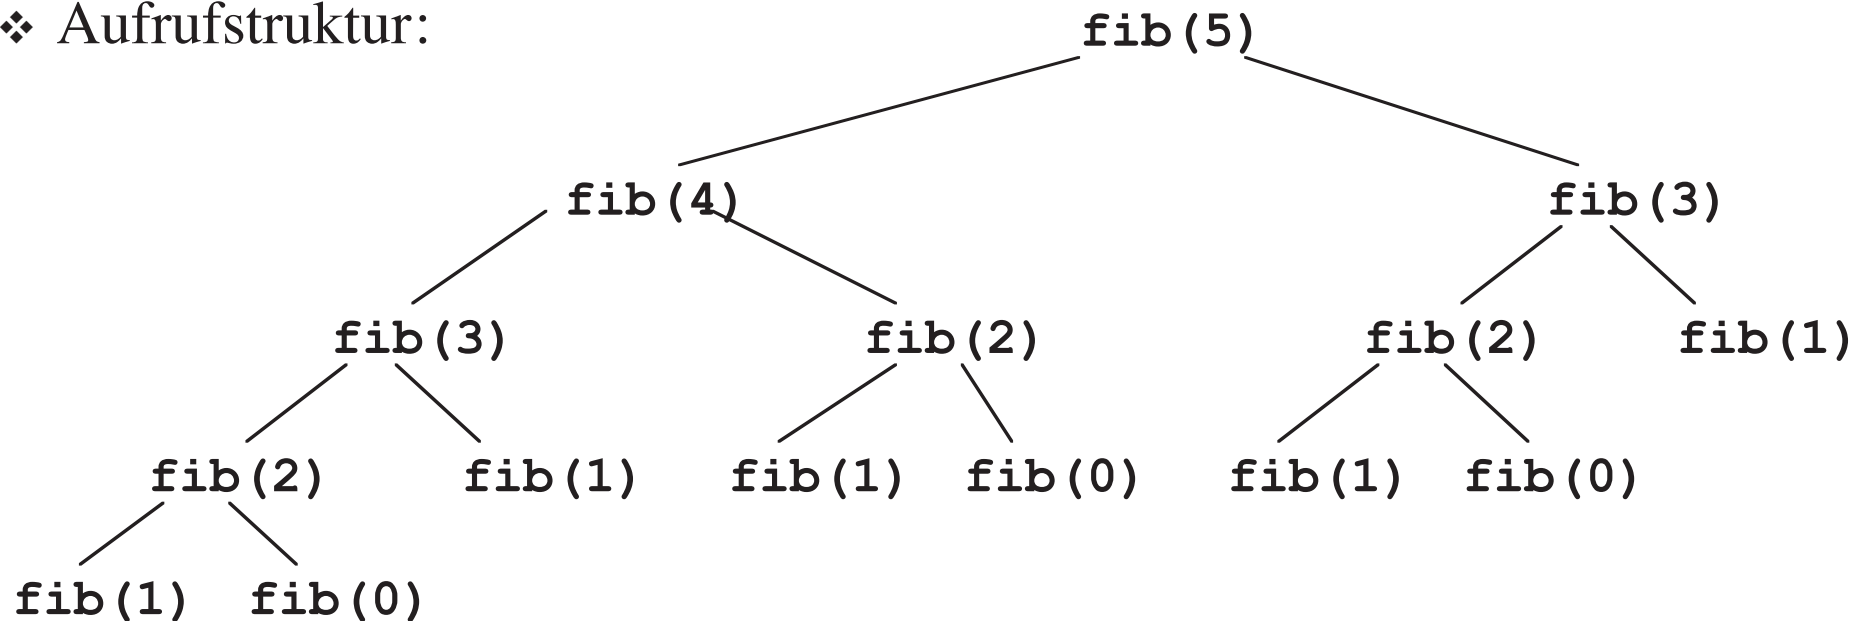 ❖ Aufrufstruktur: fib(5)
fib(4) fib(3)
fib(3) fib(2) fib(2) fib(1)
fib(2) fib(1) fib(1) fib(0) fib(1) fib(0)
fib(1) fib(0)